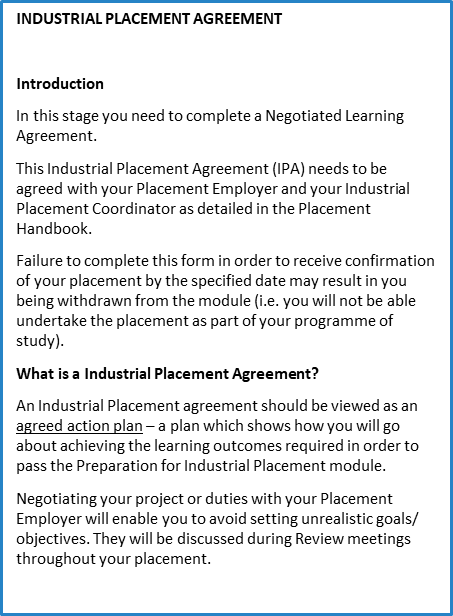 INDUSTRIAL PLACEMENT AGREEMENT
Introduction
In this stage you need to complete a Negotiated Learning
Agreement.
This Industrial Placement Agreement (IPA) needs to be
agreed with your Placement Employer and your Industrial
Placement Coordinator as detailed in the Placement
Handbook.
Failure to complete this form in order to receive confirmation
of your placement by the specified date may result in you
being withdrawn from the module (i.e. you will not be able
undertake the placement as part of your programme of
study).
What is a Industrial Placement Agreement?
An Industrial Placement agreement should be viewed as an
agreed action plan – a plan which shows how you will go
about achieving the learning outcomes required in order to
pass the Preparation for Industrial Placement module.
Negotiating your project or duties with your Placement
Employer will enable you to avoid setting unrealistic goals/
objectives. They will be discussed during Review meetings
throughout your placement.